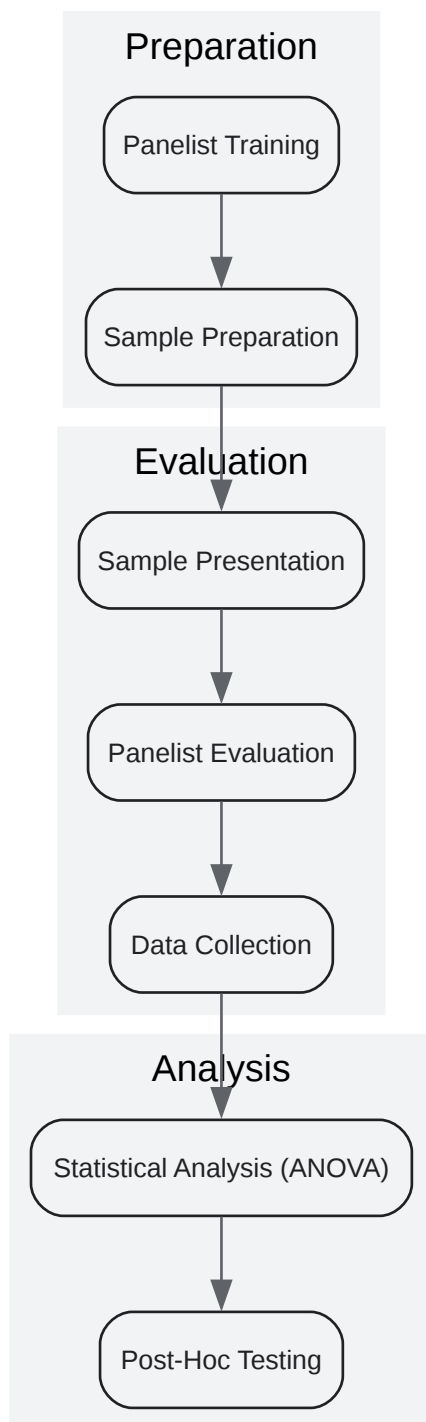 Preparation
Panelist Training
Sample Preparation
Evaluation
Sample Presentation
Panelist Evaluation
Data Collection
Analysis
Statistical Analysis (ANOVA)
Post-Hoc Testing